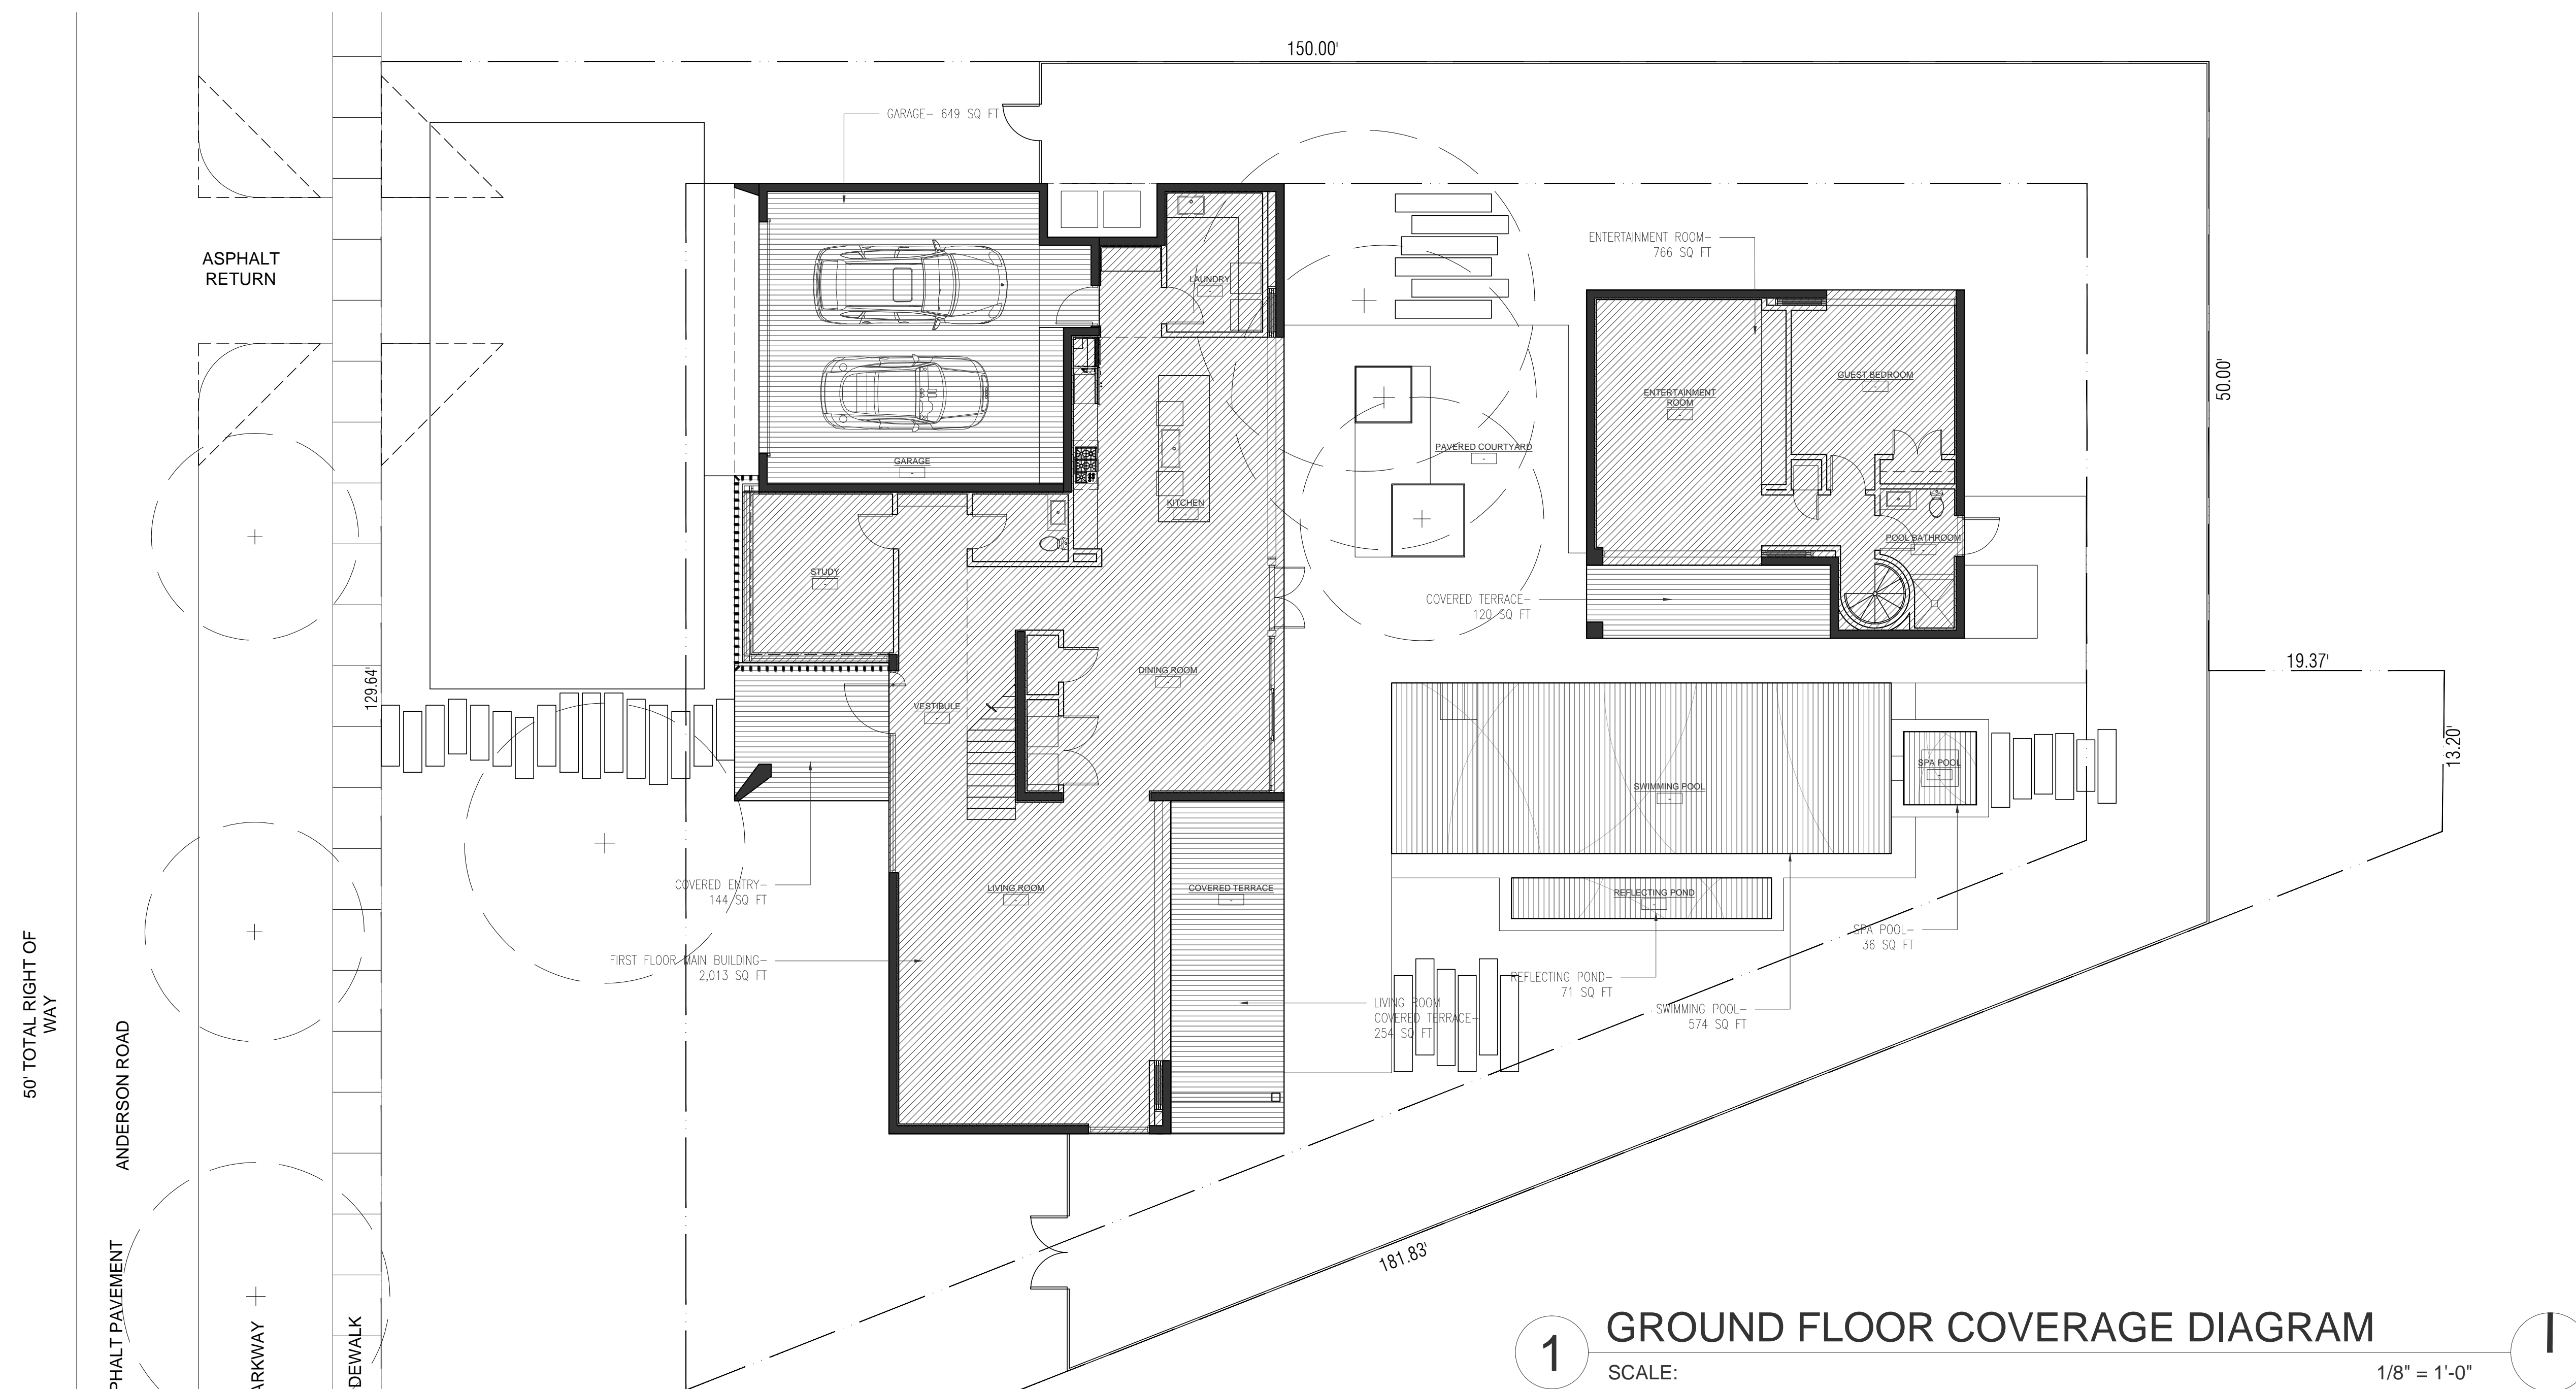 150.00'
GARAGE- 649 SQ FT
ASPHALT
RETURN
ENTERTAINMENT ROOM-
766 SQ FT
LAUNDRY
GUEST BEDROOM
ENTERTAINMENT
ROOM
50.00'
PAVERED COURTYARD
GARAGE
KITCHEN
POOL BATHROOM
STUDY
COVERED TERRACE-
120 SQ FT
129.64'
19.37'
DINING ROOM
VESTIBULE
13.20'
SPA POOL
SWIMMING POOL
COVERED ENTRY-
144 SQ FT
LIVING ROOM
COVERED TERRACE
REFLECTING POND
SPA POOL-
36 SQ FT
FIRST FLOOR MAIN BUILDING-
2,013 SQ FT
REFLECTING POND-
71 SQ FT
LIVING ROOM
COVERED TERRACE-
254 SQ FT
SWIMMING POOL-
574 SQ FT
50' TOTAL RIGHT OF
WAY
ANDERSON ROAD
181.83'
PHALT PAVEMENT
ARKWAY
DEWALK
1
GROUND FLOOR COVERAGE DIAGRAM
SCALE:
1/8" = 1'-0"